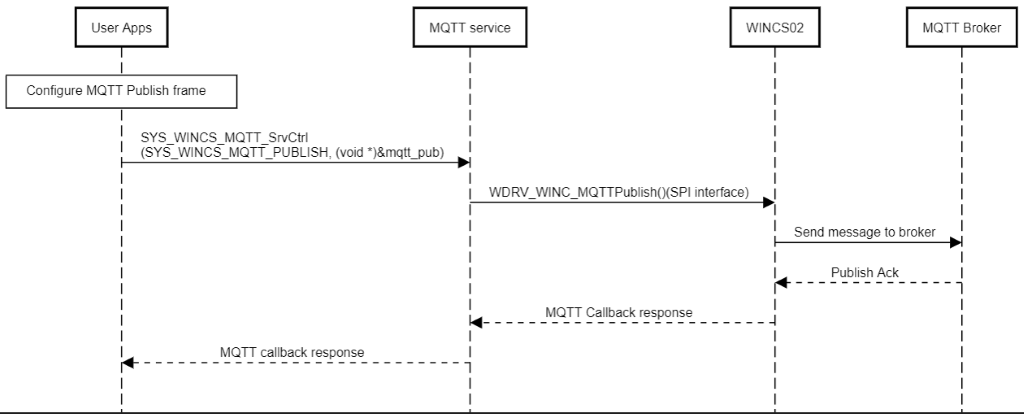 User Apps
MQTT service
WINCS02
MQTT Broker
Configure MQTT Publish frame
SYS_WINCS_MQTT_SrvCtrl
(SYS_WINCS_MQTT_PUBLISH, (void *)&mqtt_pub)
WDRV_WINC_MQTTPublish()(SPI interface)
Send message to broker
Publish Ack
MQTT Callback response
MQTT callback response